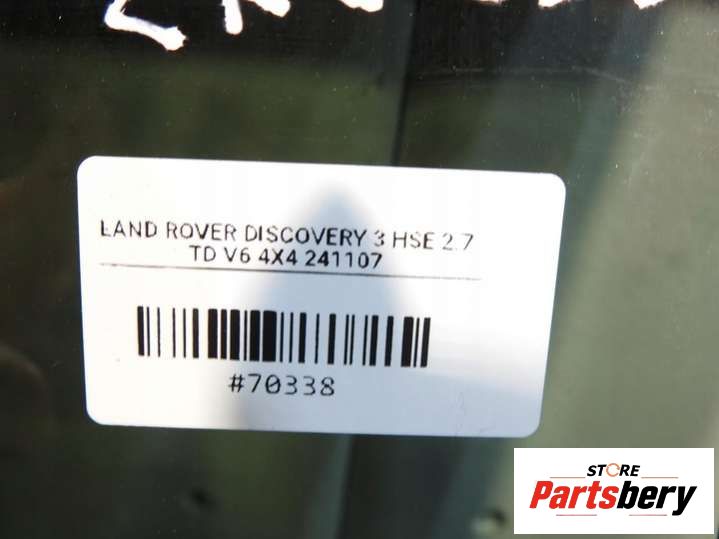 LAND ROVER DISCOVERY 3 HSE 2.7
TD V6 4X4 241107
#70338
STORE
Partsbery